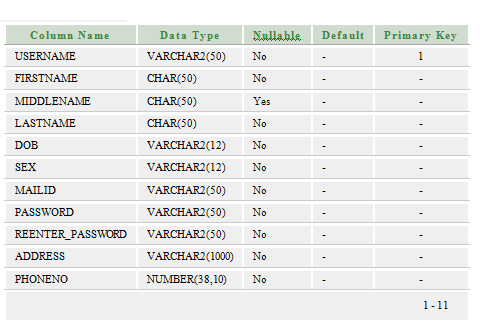 Column Name Data Type Nullable Default Primary Key
USERNAME VARCHAR2(50) No - 1
FIRSTNAME CHAR(50) No - -
MIDDLENAME CHAR(50) Yes - -
LASTNAME CHAR(50) No - -
DOB VARCHAR2(12) No - -
SEX VARCHAR2(12) No - -
MAILID VARCHAR2(50) No - -
PASSWORD VARCHAR2(50) No - -
REENTER_PASSWORD VARCHAR2(50) No - -
ADDRESS VARCHAR2(1000) No - -
PHONENO NUMBER(38,10) No - -
1 - 11